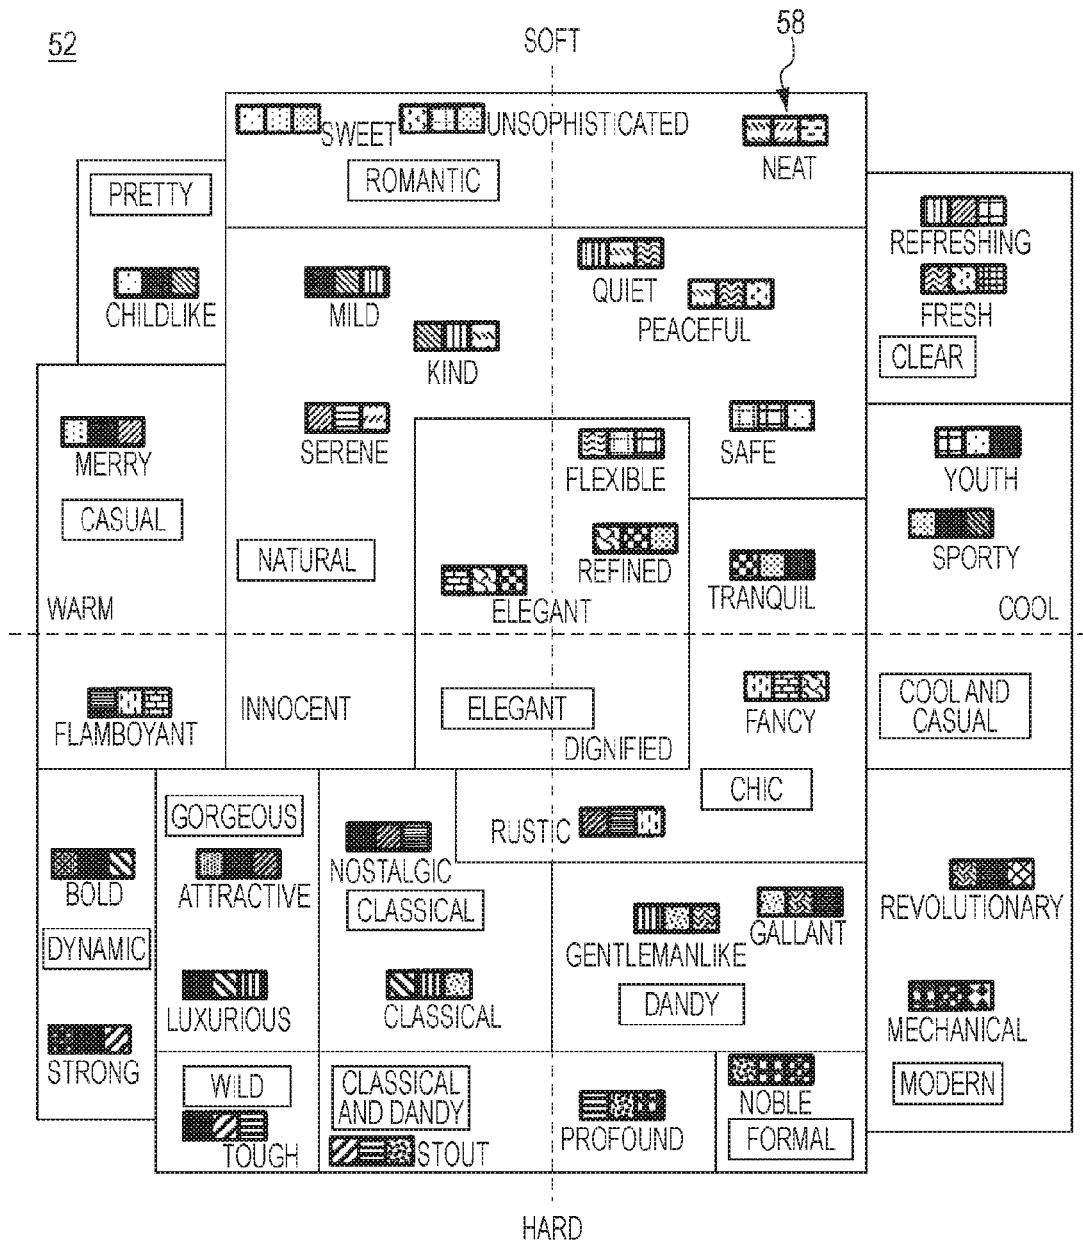 52
SOFT
58
SWEET
UNSOPHISTICATED
NEAT
ROMANTIC
PRETTY
CHILDLIKE
MILD
KIND
QUIET
PEACEFUL
REFRESHING
FRESH
CLEAR
MERRY
CASUAL
SERENE
NATURAL
FLEXIBLE
SAFE
REFINED
ELEGANT
TRANQUIL
YOUTH
SPORTY
WARM
COOL
FLAMBOYANT
INNOCENT
ELEGANT
DIGNIFIED
FANCY
COOL AND
CASUAL
CHIC
RUSTIC
GORGEOUS
ATTRACTIVE
BOLD
DYNAMIC
NOSTALGIC
CLASSICAL
GENTLEMANLIKE
GALLANT
REVOLUTIONARY
LUXURIOUS
CLASSICAL
DANDY
MECHANICAL
STRONG
WILD
TOUGH
CLASSICAL
AND DANDY
STOUT
PROFOUND
NOBLE
FORMAL
MODERN
HARD